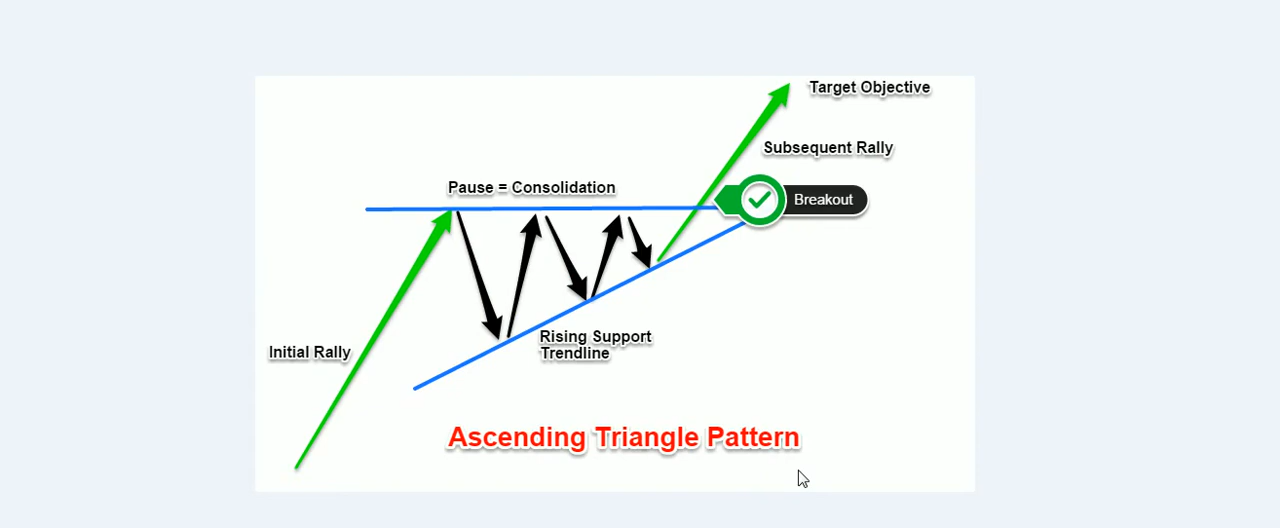 Target Objective
Subsequent Rally
Pause = Consolidation
Breakout
Rising Support
Trendline
Initial Rally
Ascending Triangle Pattern